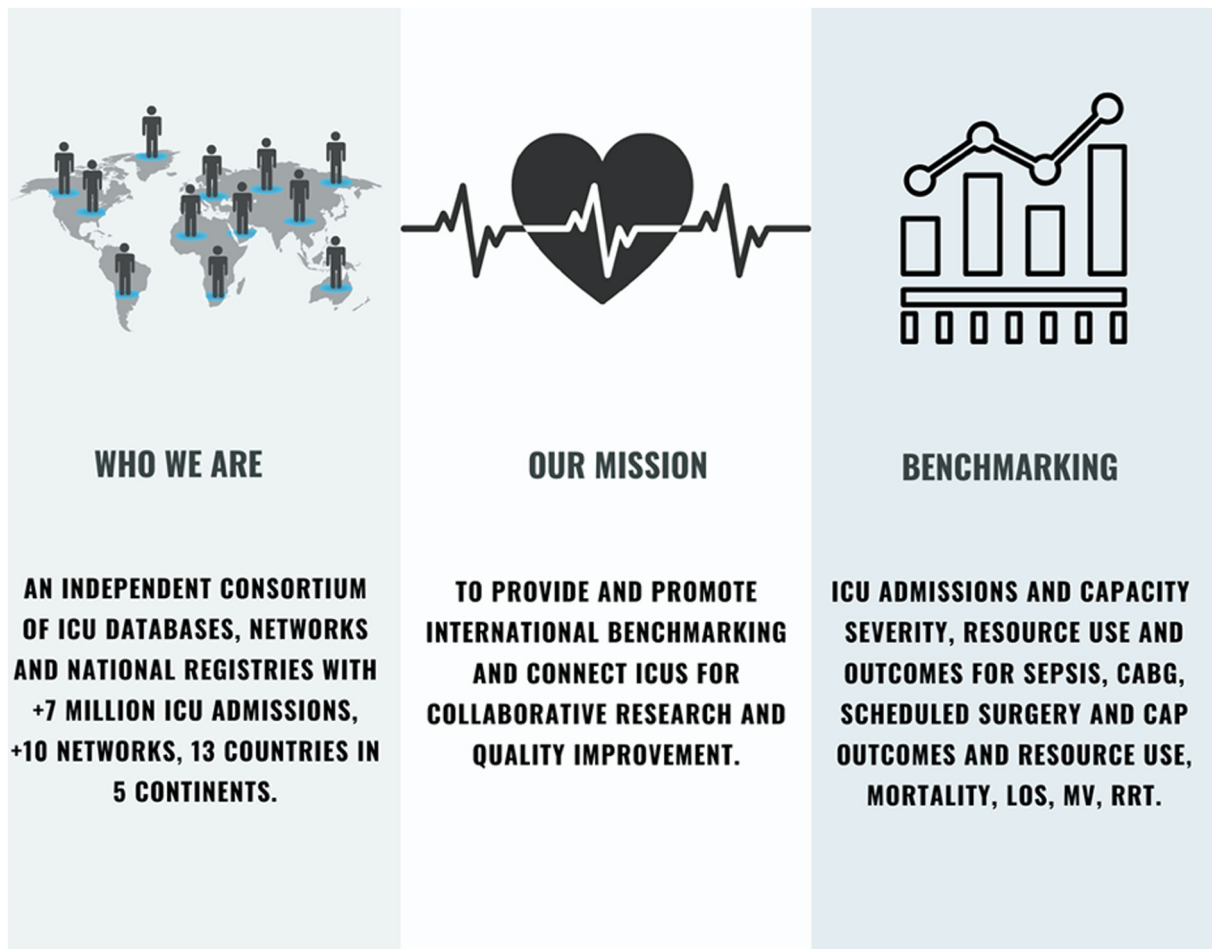 WHO WE ARE
AN INDEPENDENT CONSORTIUM
OF ICU DATABASES, NETWORKS
AND NATIONAL REGISTRIES WITH
+7 MILLION ICU ADMISSIONS,
+10 NETWORKS, 13 COUNTRIES IN
5 CONTINENTS.
OUR MISSION
TO PROVIDE AND PROMOTE
INTERNATIONAL BENCHMARKING
AND CONNECT ICUS FOR
COLLABORATIVE RESEARCH AND
QUALITY IMPROVEMENT.
BENCHMARKING
ICU ADMISSIONS AND CAPACITY
SEVERITY, RESOURCE USE AND
OUTCOMES FOR SEPSIS, CABG,
SCHEDULED SURGERY AND CAP
OUTCOMES AND RESOURCE USE,
MORTALITY, LOS, MV, RRT.